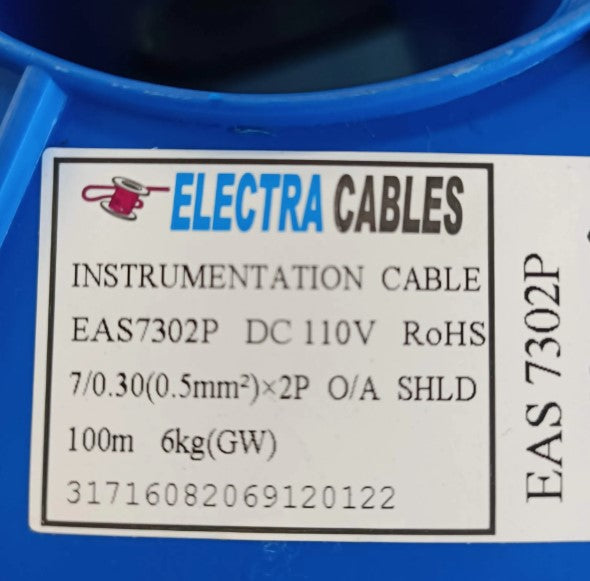 ELECTRA CABLES
INSTRUMENTATION CABLE
EAS7302P DC 110V RoHS
7/0.30(0.5mm²)×2P O/A SHLD
100m 6kg(GW)
31716082069120122
EAS 7302P